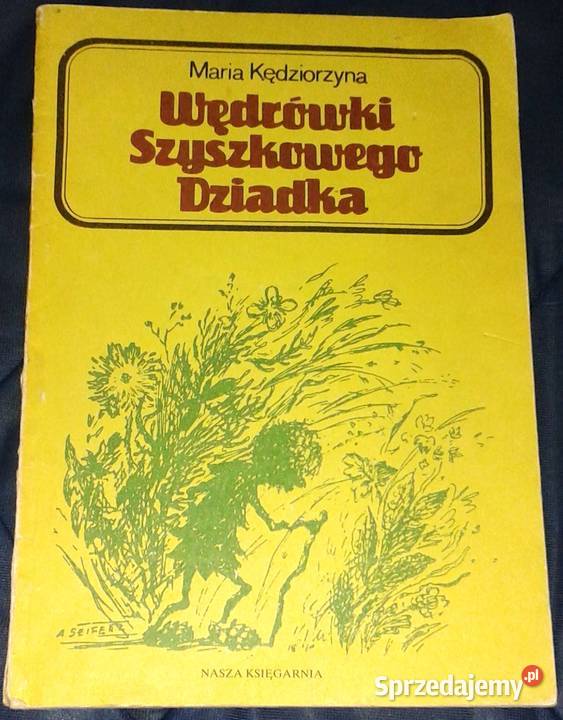 Maria Kędziorzyna
Wędrówki
Szyszkowego
Dziadka
A SEIFERT
NASZA KSIĘGARNIA
Sprzedajemy.pl